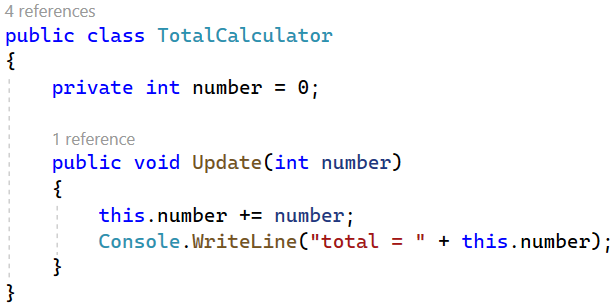 4 references
public class TotalCalculator
{
    private int number = 0;
    1 reference
    public void Update(int number)
    {
        this.number += number;
        Console.WriteLine("total = " + this.number);
    }
}